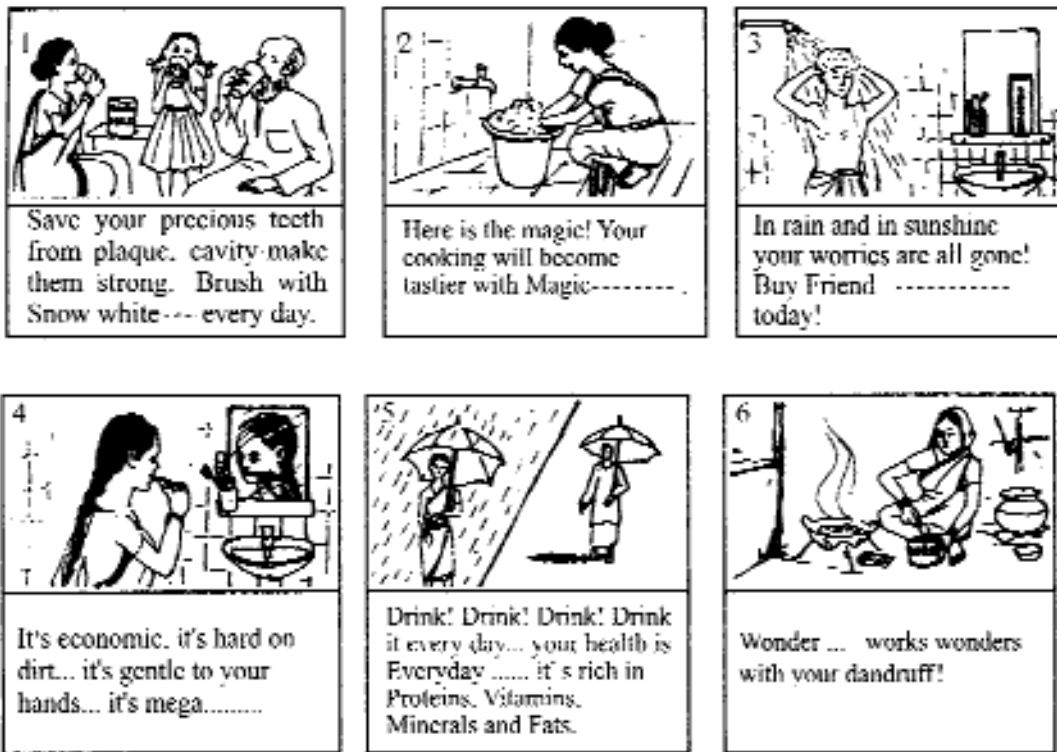 1
Save your precious teeth
from plaque, cavity make
them strong. Brush with
Snow white --- every day.
2
Here is the magic! Your
cooking will become
tastier with Magic-------- .
3
In rain and in sunshine
your worries are all gone!
Buy Friend -----------
today!
4
It's economic, it's hard on
dirt... it's gentle to your
hands... it's mega.........
5
Drink! Drink! Drink! Drink
it every day... your health is
Everyday ...... it's rich in
Proteins, Vitamins,
Minerals and Fats.
6
Wonder ... works wonders
with your dandruff!